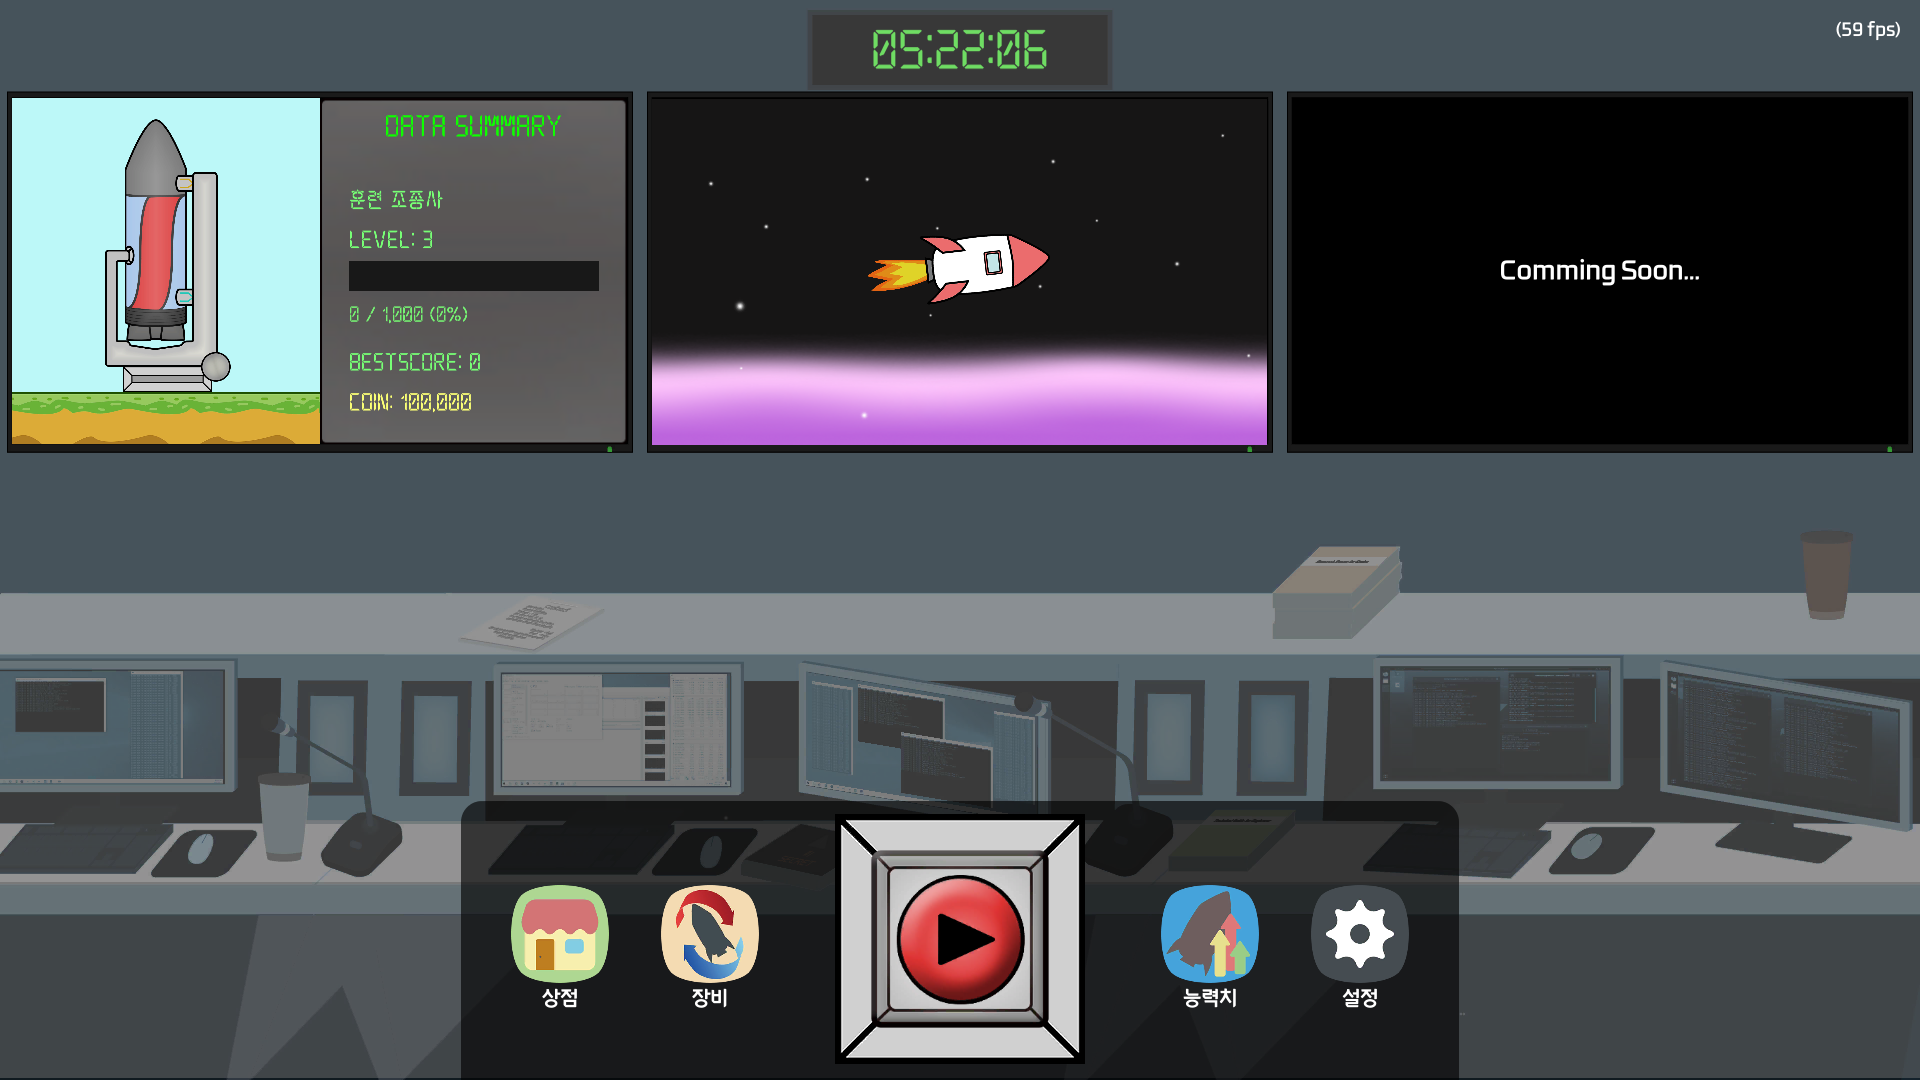 05:22:06
(59 fps)
DATA SUMMARY
훈련 조종사
LEVEL: 3
0 / 1,000 (0%)
BESTSCORE: 0
COIN: 100,000
Comming Soon...
상점
장비
능력치
설정